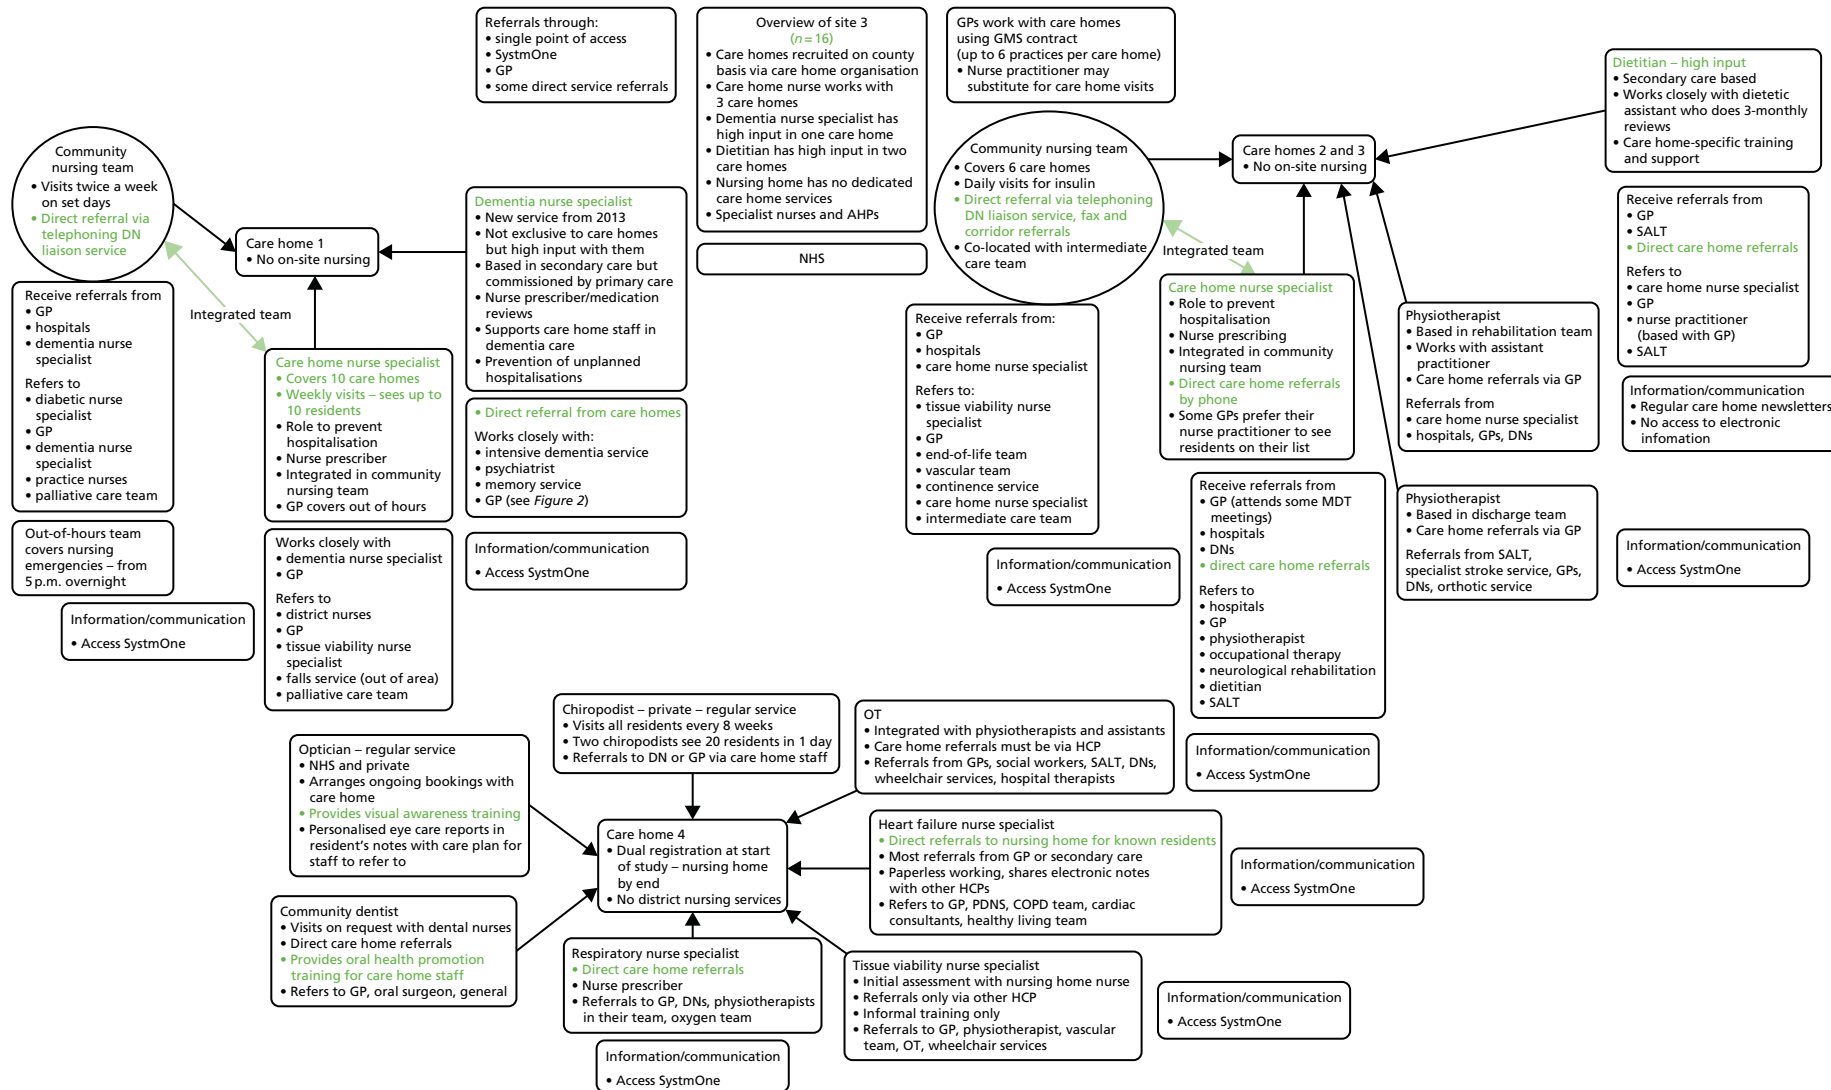 Referrals through:
• single point of access
• SystmOne
• GP
• some direct service referrals
Overview of site 3
(n = 16)
• Care homes recruited on county
basis via care home organisation
• Care home nurse works with
3 care homes
• Dementia nurse specialist has
high input in one care home
• Dietitian has high input in two
care homes
• Nursing home has no dedicated
care home services
• Specialist nurses and AHPs
NHS
GPs work with care homes
using GMS contract
(up to 6 practices per care home)
• Nurse practitioner may
substitute for care home visits
Community
nursing team
• Visits twice a week
on set days
• Direct referral via
telephoning DN
liaison service
Care home 1
• No on-site nursing
Integrated team
Receive referrals from
• GP
• hospitals
• dementia nurse
specialist
Refers to
• diabetic nurse
specialist
• GP
• dementia nurse
specialist
• practice nurses
• palliative care team
Out-of-hours team
covers nursing
emergencies – from
5 p.m. overnight
Information/communication
• Access SystmOne
Care home nurse specialist
• Covers 10 care homes
• Weekly visits – sees up to
10 residents
• Role to prevent
hospitalisation
• Nurse prescriber
• Integrated in community
nursing team
• GP covers out of hours
Works closely with
• dementia nurse specialist
• GP
Refers to
• district nurses
• GP
• tissue viability nurse
specialist
• falls service (out of area)
• palliative care team
Dementia nurse specialist
• New service from 2013
• Not exclusive to care homes
but high input with them
• Based in secondary care but
commissioned by primary care
• Nurse prescriber/medication
reviews
• Supports care home staff in
dementia care
• Prevention of unplanned
hospitalisations
• Direct referral from care homes
Works closely with:
• intensive dementia service
• psychiatrist
• memory service
• GP (see Figure 2)
Information/communication
• Access SystmOne
Community nursing team
• Covers 6 care homes
• Daily visits for insulin
• Direct referral via telephoning
DN liaison service, fax and
corridor referrals
• Co-located with intermediate
care team
Integrated team
Care homes 2 and 3
• No on-site nursing
Receive referrals from:
• GP
• hospitals
• care home nurse specialist
Refers to:
• tissue viability nurse
specialist
• GP
• end-of-life team
• vascular team
• continence service
• care home nurse specialist
• intermediate care team
Information/communication
• Access SystmOne
Care home nurse specialist
• Role to prevent
hospitalisation
• Nurse prescribing
• Integrated in community
nursing team
• Direct care home referrals
by phone
• Some GPs prefer their
nurse practitioner to see
residents on their list
Receive referrals from
• GP (attends some MDT
meetings)
• hospitals
• DNs
• direct care home referrals
Refers to
• hospitals
• GP
• physiotherapist
• occupational therapy
• neurological rehabilitation
• dietitian
• SALT
Information/communication
• Access SystmOne
Dietitian – high input
• Secondary care based
• Works closely with dietetic
assistant who does 3-monthly
reviews
• Care home-specific training
and support
Receive referrals from
• GP
• SALT
• Direct care home referrals
Refers to
• care home nurse specialist
• GP
• nurse practitioner
(based with GP)
• SALT
Information/communication
• Regular care home newsletters
• No access to electronic
infomation
Physiotherapist
• Based in rehabilitation team
• Works with assistant
practitioner
• Care home referrals via GP
Referrals from
• care home nurse specialist
• hospitals, GPs, DNs
Physiotherapist
• Based in discharge team
• Care home referrals via GP
Referrals from SALT,
specialist stroke service, GPs,
DNs, orthotic service
Information/communication
• Access SystmOne
Chiropodist – private – regular service
• Visits all residents every 8 weeks
• Two chiropodists see 20 residents in 1 day
• Referrals to DN or GP via care home staff
OT
• Integrated with physiotherapists and assistants
• Care home referrals must be via HCP
• Referrals from GPs, social workers, SALT, DNs,
wheelchair services, hospital therapists
Optician – regular service
• NHS and private
• Arranges ongoing bookings with
care home
• Provides visual awareness training
• Personalised eye care reports in
resident's notes with care plan for
staff to refer to
Care home 4
• Dual registration at start
of study – nursing home
by end
• No district nursing services
Heart failure nurse specialist
• Direct referrals to nursing home for known residents
• Most referrals from GP or secondary care
• Paperless working, shares electronic notes
with other HCPs
• Refers to GP, PDNS, COPD team, cardiac
consultants, healthy living team
Information/communication
• Access SystmOne
Community dentist
• Visits on request with dental nurses
• Direct care home referrals
• Provides oral health promotion
training for care home staff
• Refers to GP, oral surgeon, general
Respiratory nurse specialist
• Direct care home referrals
• Nurse prescriber
• Referrals to GP, DNs, physiotherapists
in their team, oxygen team
Information/communication
• Access SystmOne
Tissue viability nurse specialist
• Initial assessment with nursing home nurse
• Referrals only via other HCP
• Informal training only
• Referrals to GP, physiotherapist, vascular
team, OT, wheelchair services
Information/communication
• Access SystmOne